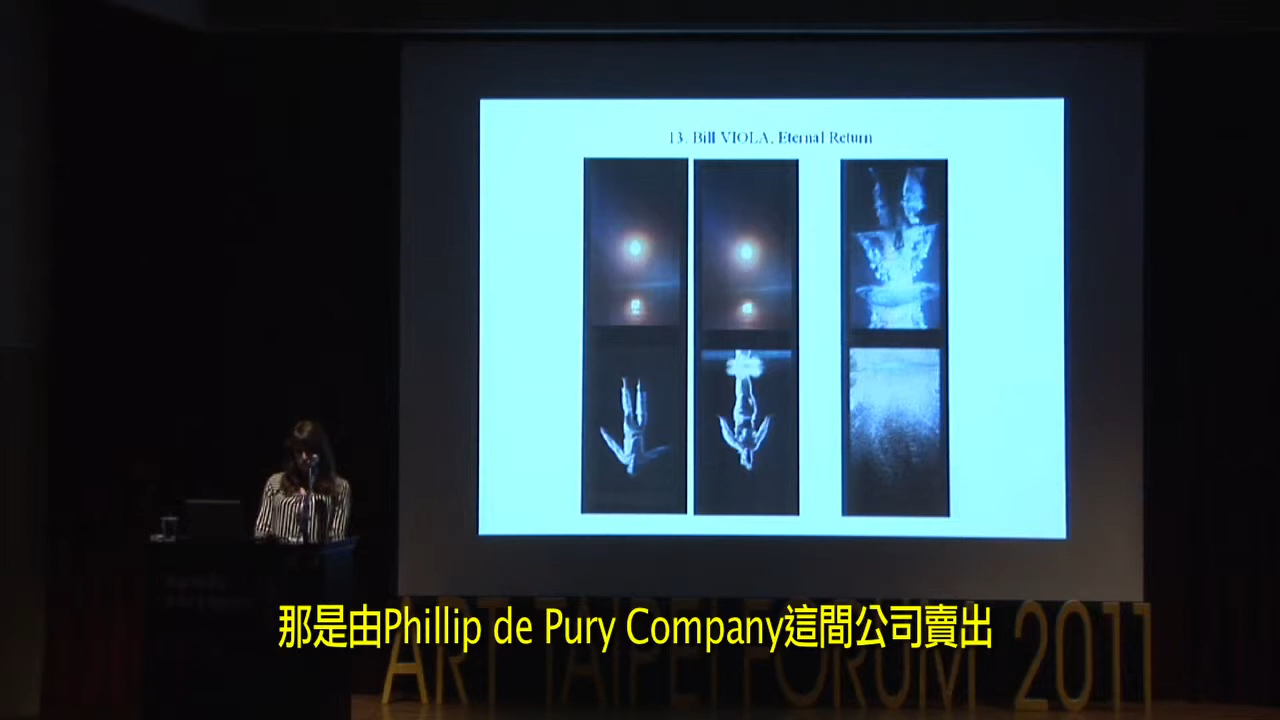 13. Bill VIOLA, Eternal Return
那是由Phillip de Pury Company這間公司賣出
ART TAIPEI FORUM 2011